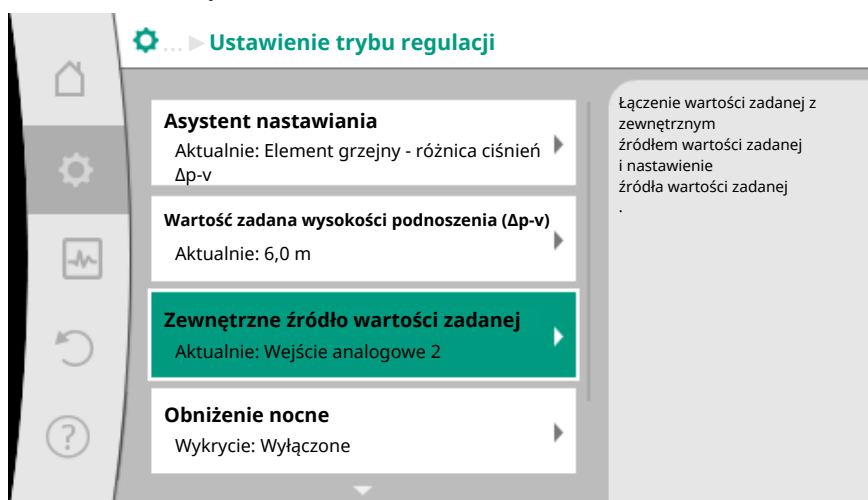 ... Ustawienie trybu regulacji
Asystent nastawiania
Aktualnie: Element grzejny - różnica ciśnień
Δp-v
Wartość zadana wysokości podnoszenia (Δp-v)
Aktualnie: 6,0 m
Zewnętrzne źródło wartości zadanej
Aktualnie: Wejście analogowe 2
Obniżenie nocne
Wykrycie: Wyłączone
Łączenie wartości zadanej z
zewnętrznym
źródłem wartości zadanej
i nastawienie
źródła wartości zadanej
.
?